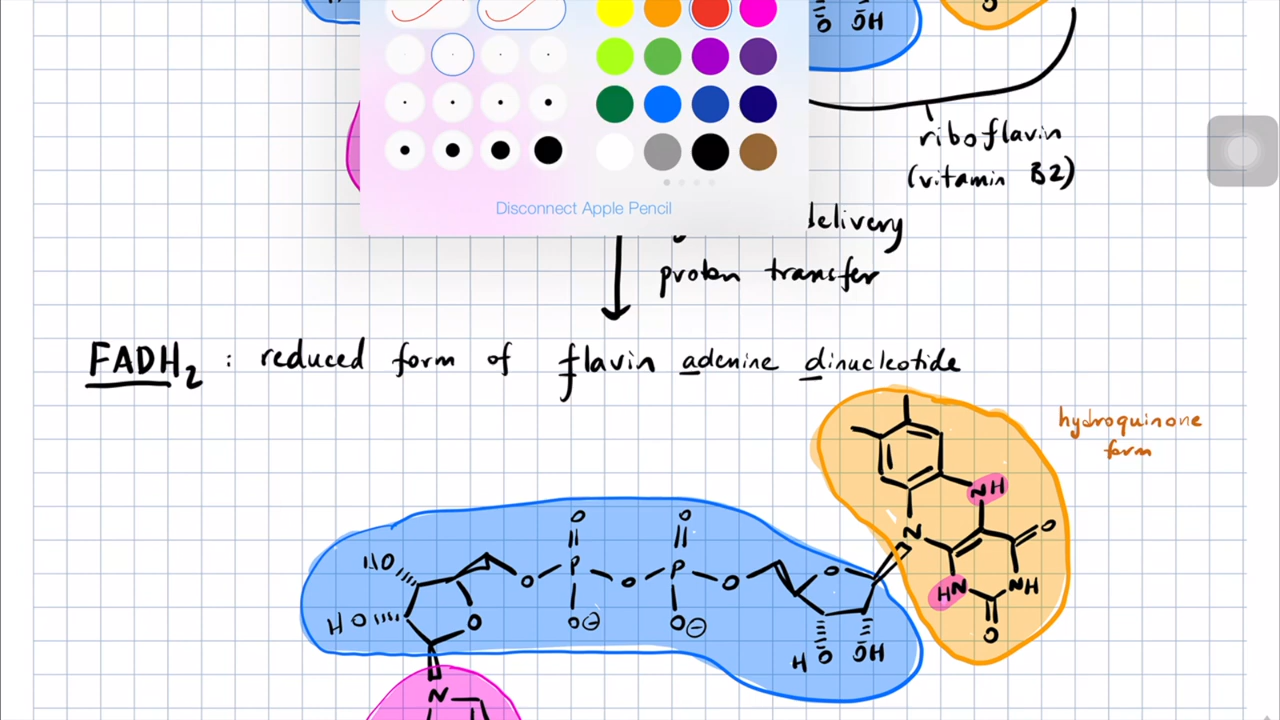 O OH O
riboflavin
(vitamin B2)
Disconnect Apple Pencil
delivery
proton transfer
FADH2 : reduced form of flavin adenine dinucleotide
hydroquinone
form
NH
O O
N O
HO P P
O O O O HN NH
HO O O⊖ O⊖ O
HO OH
N